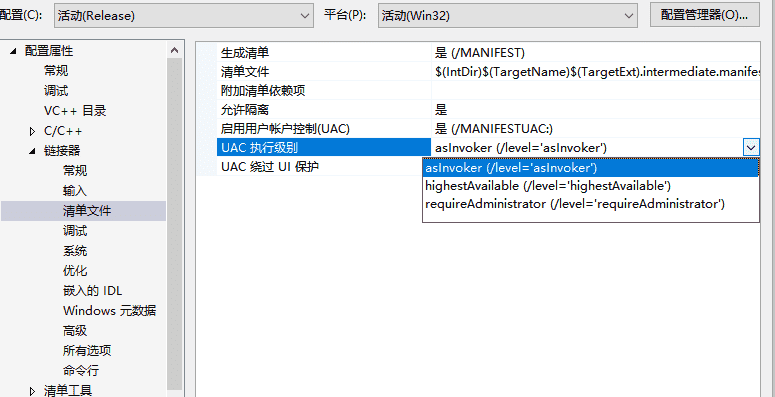 配置(C): 活动(Release) 平台(P): 活动(Win32) 配置管理器(O)...
配置属性
常规
调试
VC++ 目录
C/C++
链接器
常规
输入
清单文件
调试
系统
优化
嵌入的 IDL
Windows 元数据
高级
所有选项
命令行
清单工具
生成清单 是 (/MANIFEST)
清单文件 $(IntDir)$(TargetName)$(TargetExt).intermediate.manifes
附加清单依赖项
允许隔离 是
启用用户帐户控制(UAC) 是 (/MANIFESTUAC:)
UAC 执行级别 asInvoker (/level='asInvoker')
UAC 绕过 UI 保护
asInvoker (/level='asInvoker')
highestAvailable (/level='highestAvailable')
requireAdministrator (/level='requireAdministrator')